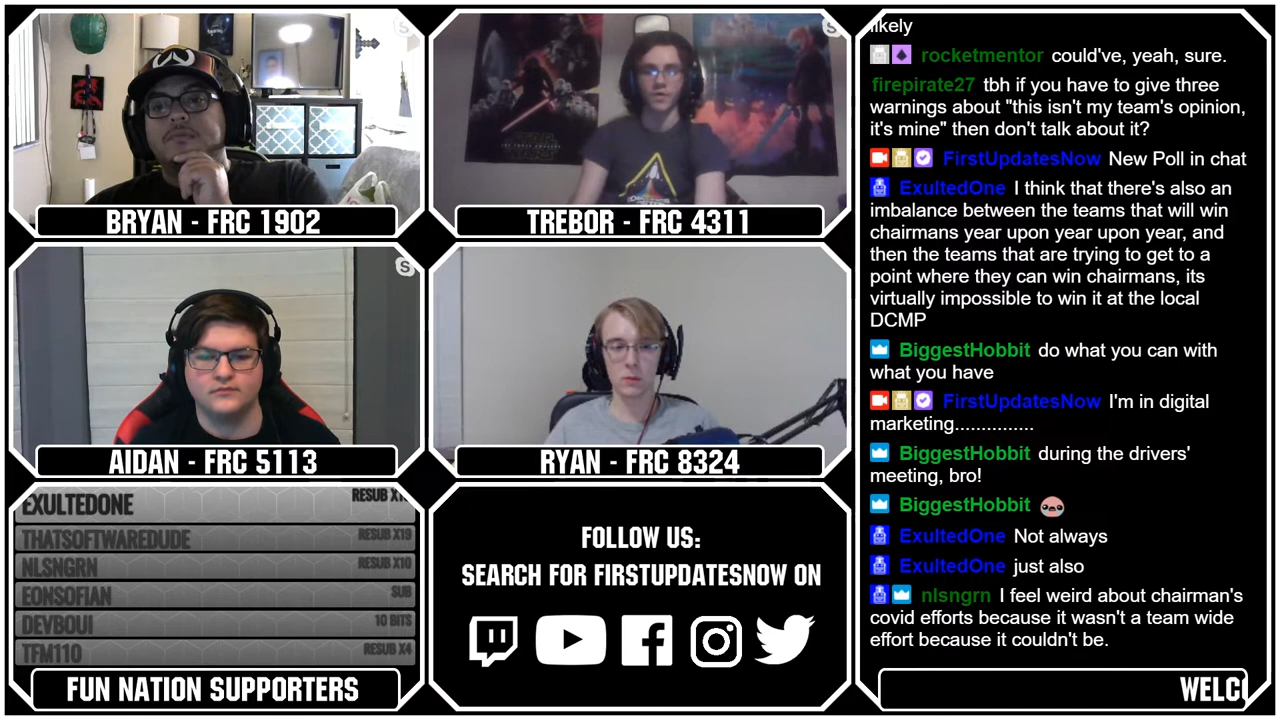 BRYAN - FRC 1902
TREBOR - FRC 4311
AIDAN - FRC 5113
RYAN - FRC 8324
EXULTEDONE
THATSOFTWAREDUDE RESUB X19
NLSNGRN RESUB X10
EONSOFIAN SUB
DEVBOUI 10 BITS
TFM110 RESUB X4
FUN NATION SUPPORTERS
FOLLOW US:
SEARCH FOR FIRSTUPDATESNOW ON
likely
rocketmentor could've, yeah, sure.
firepirate27 tbh if you have to give three
warnings about "this isn't my team's opinion,
it's mine" then don't talk about it?
FirstUpdatesNow New Poll in chat
ExultedOne I think that there's also an
imbalance between the teams that will win
chairmans year upon year upon year, and
then the teams that are trying to get to a
point where they can win chairmans, its
virtually impossible to win it at the local
DCMP
BiggestHobbit do what you can with
what you have
FirstUpdatesNow I'm in digital
marketing...............
BiggestHobbit during the drivers'
meeting, bro!
BiggestHobbit
ExultedOne Not always
ExultedOne just also
nlsngrn I feel weird about chairman's
covid efforts because it wasn't a team wide
effort because it couldn't be.